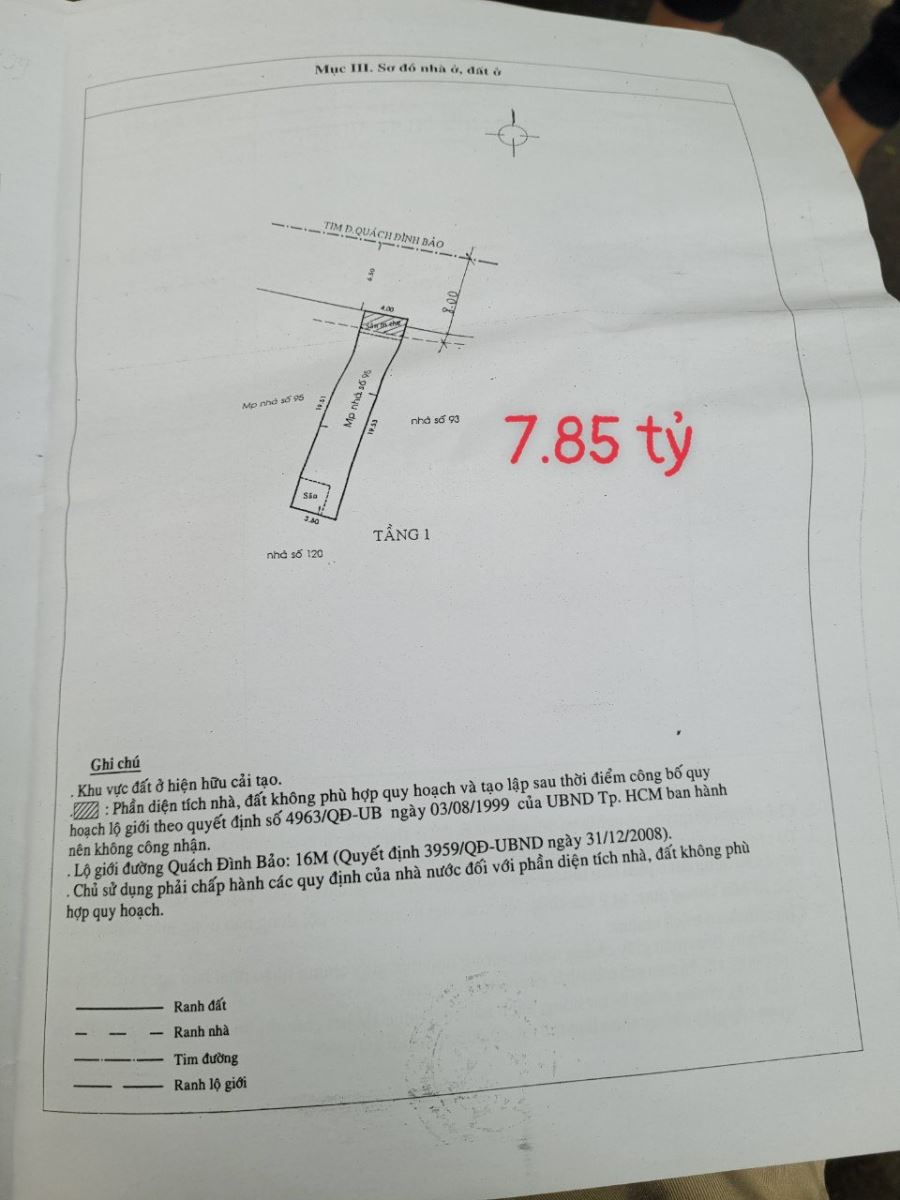 Mục III. Sơ đồ nhà ở, đất ở
TIM Đ.QUÁCH ĐÌNH BẢO
6.50
4.00
8.00
Mp nhà số 95
19.51
Mp nhà số 95
19.53
nhà số 93
7.85 tỷ
Sân
3.50
TẦNG 1
nhà số 120
Ghi chú
. Khu vực đất ở hiện hữu cải tạo.
: Phần diện tích nhà, đất không phù hợp quy hoạch và tạo lập sau thời điểm công bố quy
hoạch lộ giới theo quyết định số 4963/QĐ-UB ngày 03/08/1999 của UBND Tp. HCM ban hành
nên không công nhận.
. Lộ giới đường Quách Đình Bảo: 16M (Quyết định 3959/QĐ-UBND ngày 31/12/2008).
. Chủ sử dụng phải chấp hành các quy định của nhà nước đối với phần diện tích nhà, đất không phù
hợp quy hoạch.
Ranh đất
Ranh nhà
Tim đường
Ranh lộ giới